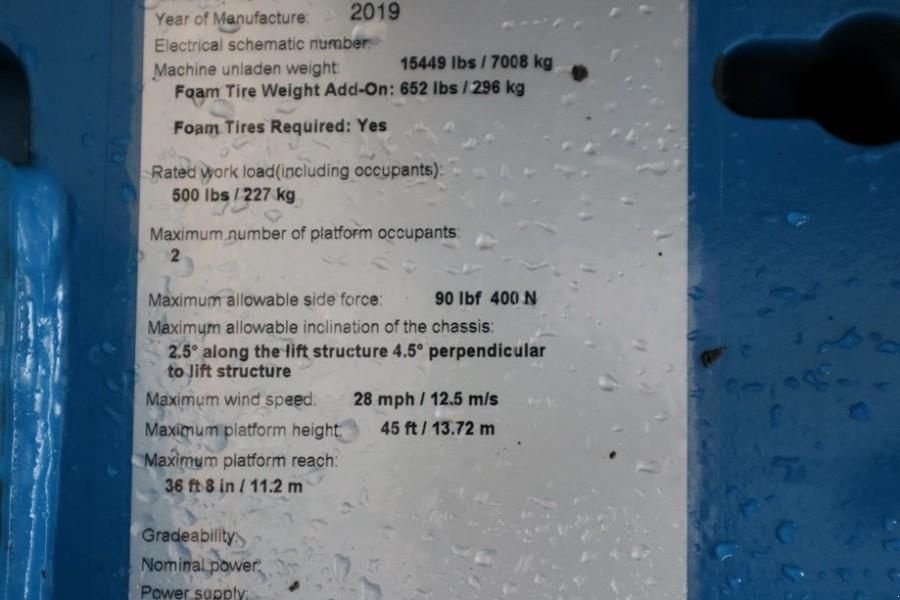 Year of Manufacture: 2019
Electrical schematic number:
Machine unladen weight: 15449 lbs / 7008 kg
Foam Tire Weight Add-On: 652 lbs / 296 kg
Foam Tires Required: Yes
Rated work load(including occupants):
500 lbs / 227 kg
Maximum number of platform occupants:
2
Maximum allowable side force: 90 lbf 400 N
Maximum allowable inclination of the chassis:
2.5° along the lift structure 4.5° perpendicular
to lift structure
Maximum wind speed: 28 mph / 12.5 m/s
Maximum platform height: 45 ft / 13.72 m
Maximum platform reach:
36 ft 8 in / 11.2 m
Gradeability:
Nominal power:
Power supply: